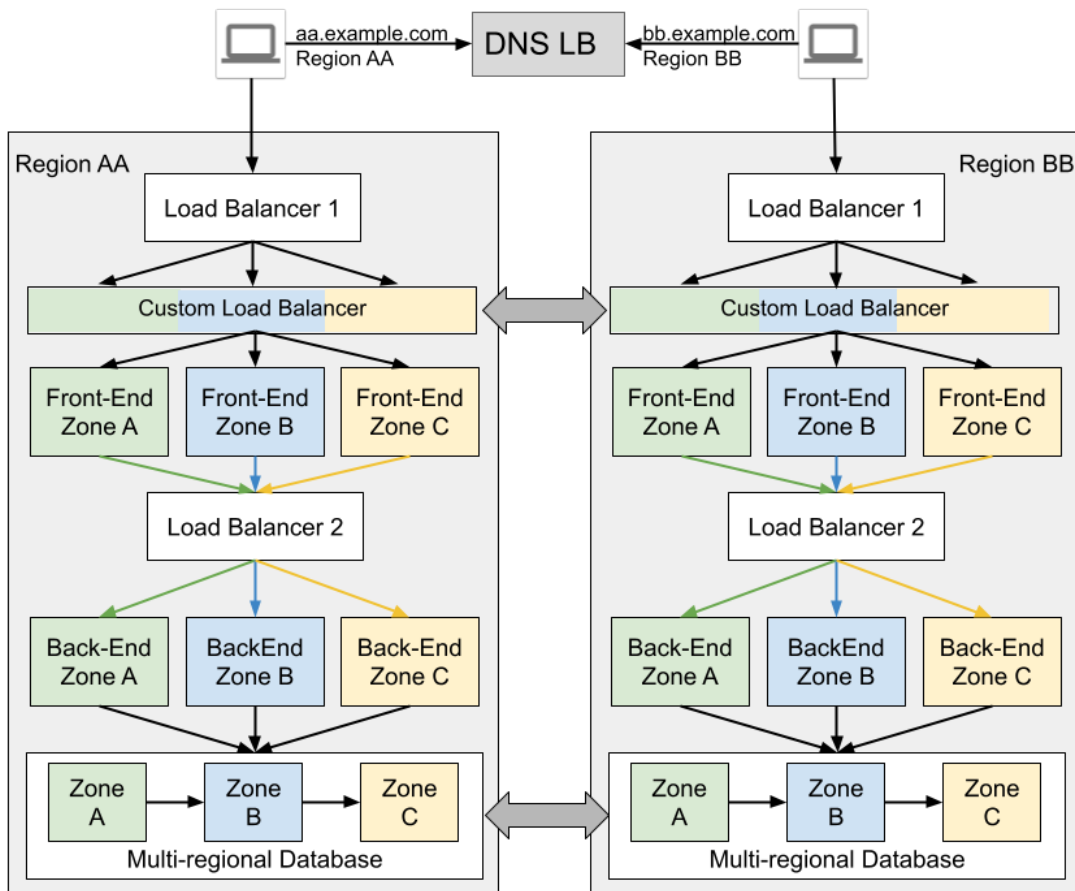 aa.example.com
Region AA
DNS LB
bb.example.com
Region BB
Region AA
Load Balancer 1
Custom Load Balancer
Front-End
Zone A
Front-End
Zone B
Front-End
Zone C
Load Balancer 2
Back-End
Zone A
BackEnd
Zone B
Back-End
Zone C
Zone
A
Zone
B
Zone
C
Multi-regional Database
Region BB
Load Balancer 1
Custom Load Balancer
Front-End
Zone A
Front-End
Zone B
Front-End
Zone C
Load Balancer 2
Back-End
Zone A
BackEnd
Zone B
Back-End
Zone C
Zone
A
Zone
B
Zone
C
Multi-regional Database